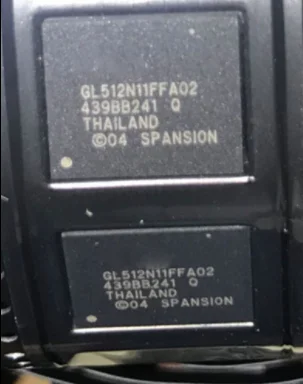 GL512N11FFA02
439BB241 Q
THAILAND
©04 SPANSION
GL512N11FFA02
439BB241 Q
THAILAND
©04 SPANSION